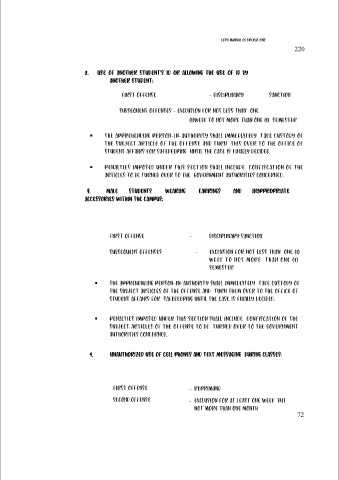 LCCB MANUAL OF OPERATIONS
220
2. USE OF ANOTHER STUDENT'S ID OR ALLOWING THE USE OF ID BY
ANOTHER STUDENT:
FIRST OFFENSE - DISCIPLINARY SANCTION
SUBSEQUENT OFFENSES - EXCLUSION FOR NOT LESS THAN ONE
(1)WEEK TO NOT MORE THAN ONE (1) SEMESTER
• THE APPREHENDING PERSON-IN-AUTHORITY SHALL IMMEDIATELY TAKE CUSTODY OF
THE SUBJECT ARTICLE OF THE OFFENSE AND TURN THIS OVER TO THE OFFICE OF
STUDENT AFFAIRS FOR SAFEKEEPING UNTIL THE CASE IS FINALLY DECIDED.
• PENALTIES IMPOSED UNDER THIS SECTION SHALL INCLUDE CONFISCATION OF THE
ARTICLES TO BE TURNED OVER TO THE GOVERNMENT AUTHORITIES CONCERNED.
3. MALE STUDENTS WEARING EARRINGS AND INAPPROPRIATE
ACCESSORIES WITHIN THE CAMPUS:
FIRST OFFENSE - DISCIPLINARY SANCTION
SUBSEQUENT OFFENSES - EXCLUSION FOR NOT LESS THAN ONE (1)
WEEK TO NOT MORE THAN ONE (1)
SEMESTER
• THE APPREHENDING PERSON-IN-AUTHORITY SHALL IMMEDIATELY TAKE CUSTODY OF
THE SUBJECT ARTICLES OF THE OFFENSE AND TURN THEM OVER TO THE OFFICE OF
STUDENT AFFAIRS FOR SAFEKEEPING UNTIL THE CASE IS FINALLY DECIDED.
• PENALTIES IMPOSED UNDER THIS SECTION SHALL INCLUDE CONFISCATION OF THE
SUBJECT ARTICLES OF THE OFFENSE TO BE TURNED OVER TO THE GOVERNMENT
AUTHORITIES CONCERNED.
4. UNAUTHORIZED USE OF CELL PHONES AND TEXT MESSAGING DURING CLASSES:
FIRST OFFENSE - REPRIMAND
SECOND OFFENSE - EXCLUSION FOR AT LEAST ONE WEEK BUT
NOT MORE THAN ONE MONTH
72